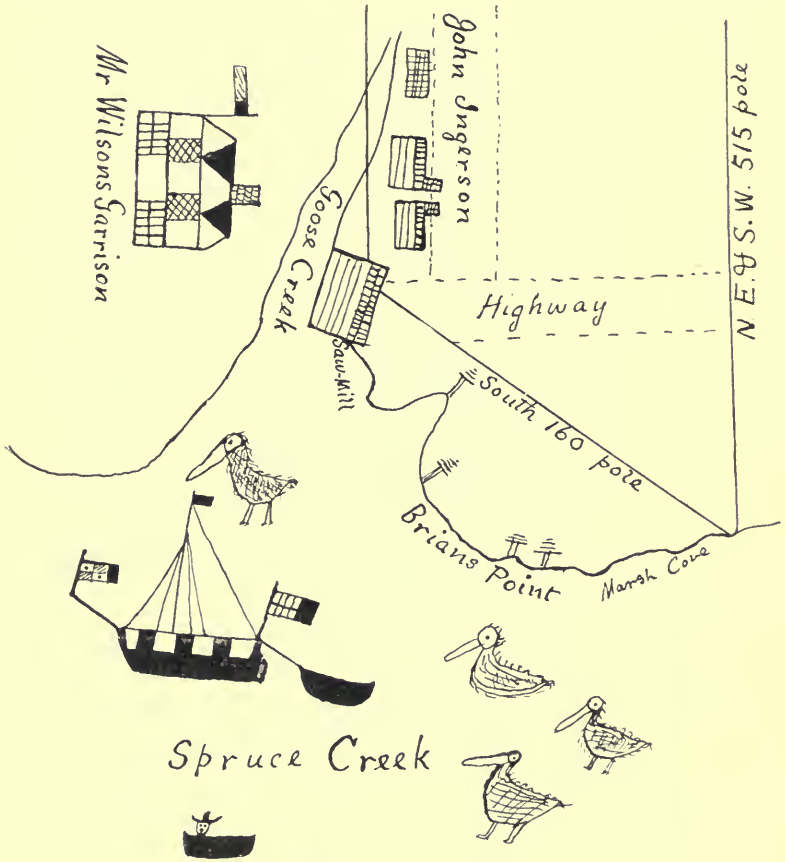 Mr Wilsons Garrison
John Ingerson
N E. & S. W. 515 pole
Goose Creek
Highway
Saw-Mill
South 160 pole
Brians Point
Marsh Cove
Spruce Creek